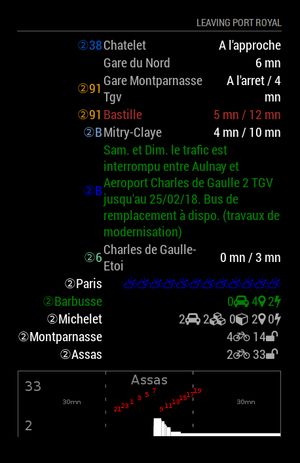 LEAVING PORT ROYAL
②38 Chatelet A l'approche
Gare du Nord 6 mn
②91 Gare Montparnasse Tgv A l'arret / 4 mn
②91 Bastille 5 mn / 12 mn
②B Mitry-Claye 4 mn / 10 mn
②B Sam. et Dim. le trafic est
interrompu entre Aulnay et
Aeroport Charles de Gaulle 2 TGV
jusqu'au 25/02/18. Bus de
remplacement à dispo. (travaux de
modernisation)
②6 Charles de Gaulle-Etoi 0 mn / 3 mn
②Paris
②Barbusse 0 4 2
②Michelet 2 2 0 2 0
②Montparnasse 4 14
②Assas 2 33
Assas
33
30mn 30mn
2